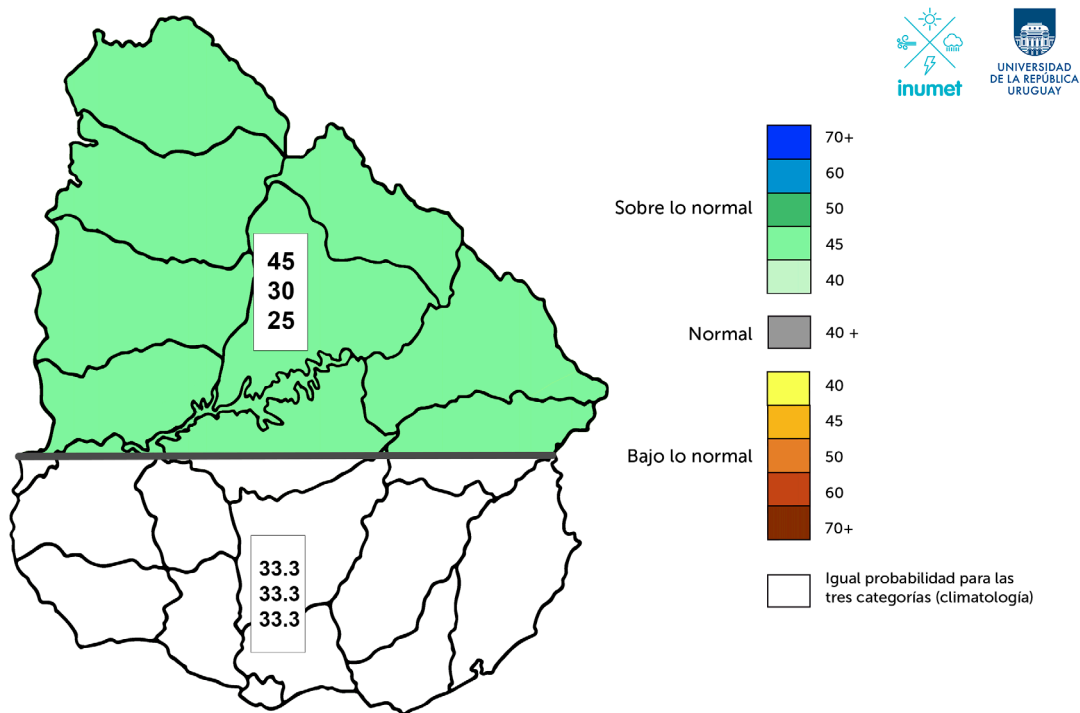 inumet
UNIVERSIDAD
DE LA REPÚBLICA
URUGUAY
70+
60
Sobre lo normal
50
45
40
Normal
40 +
40
45
Bajo lo normal
50
60
70+
Igual probabilidad para las
tres categorías (climatología)
45
30
25
33.3
33.3
33.3